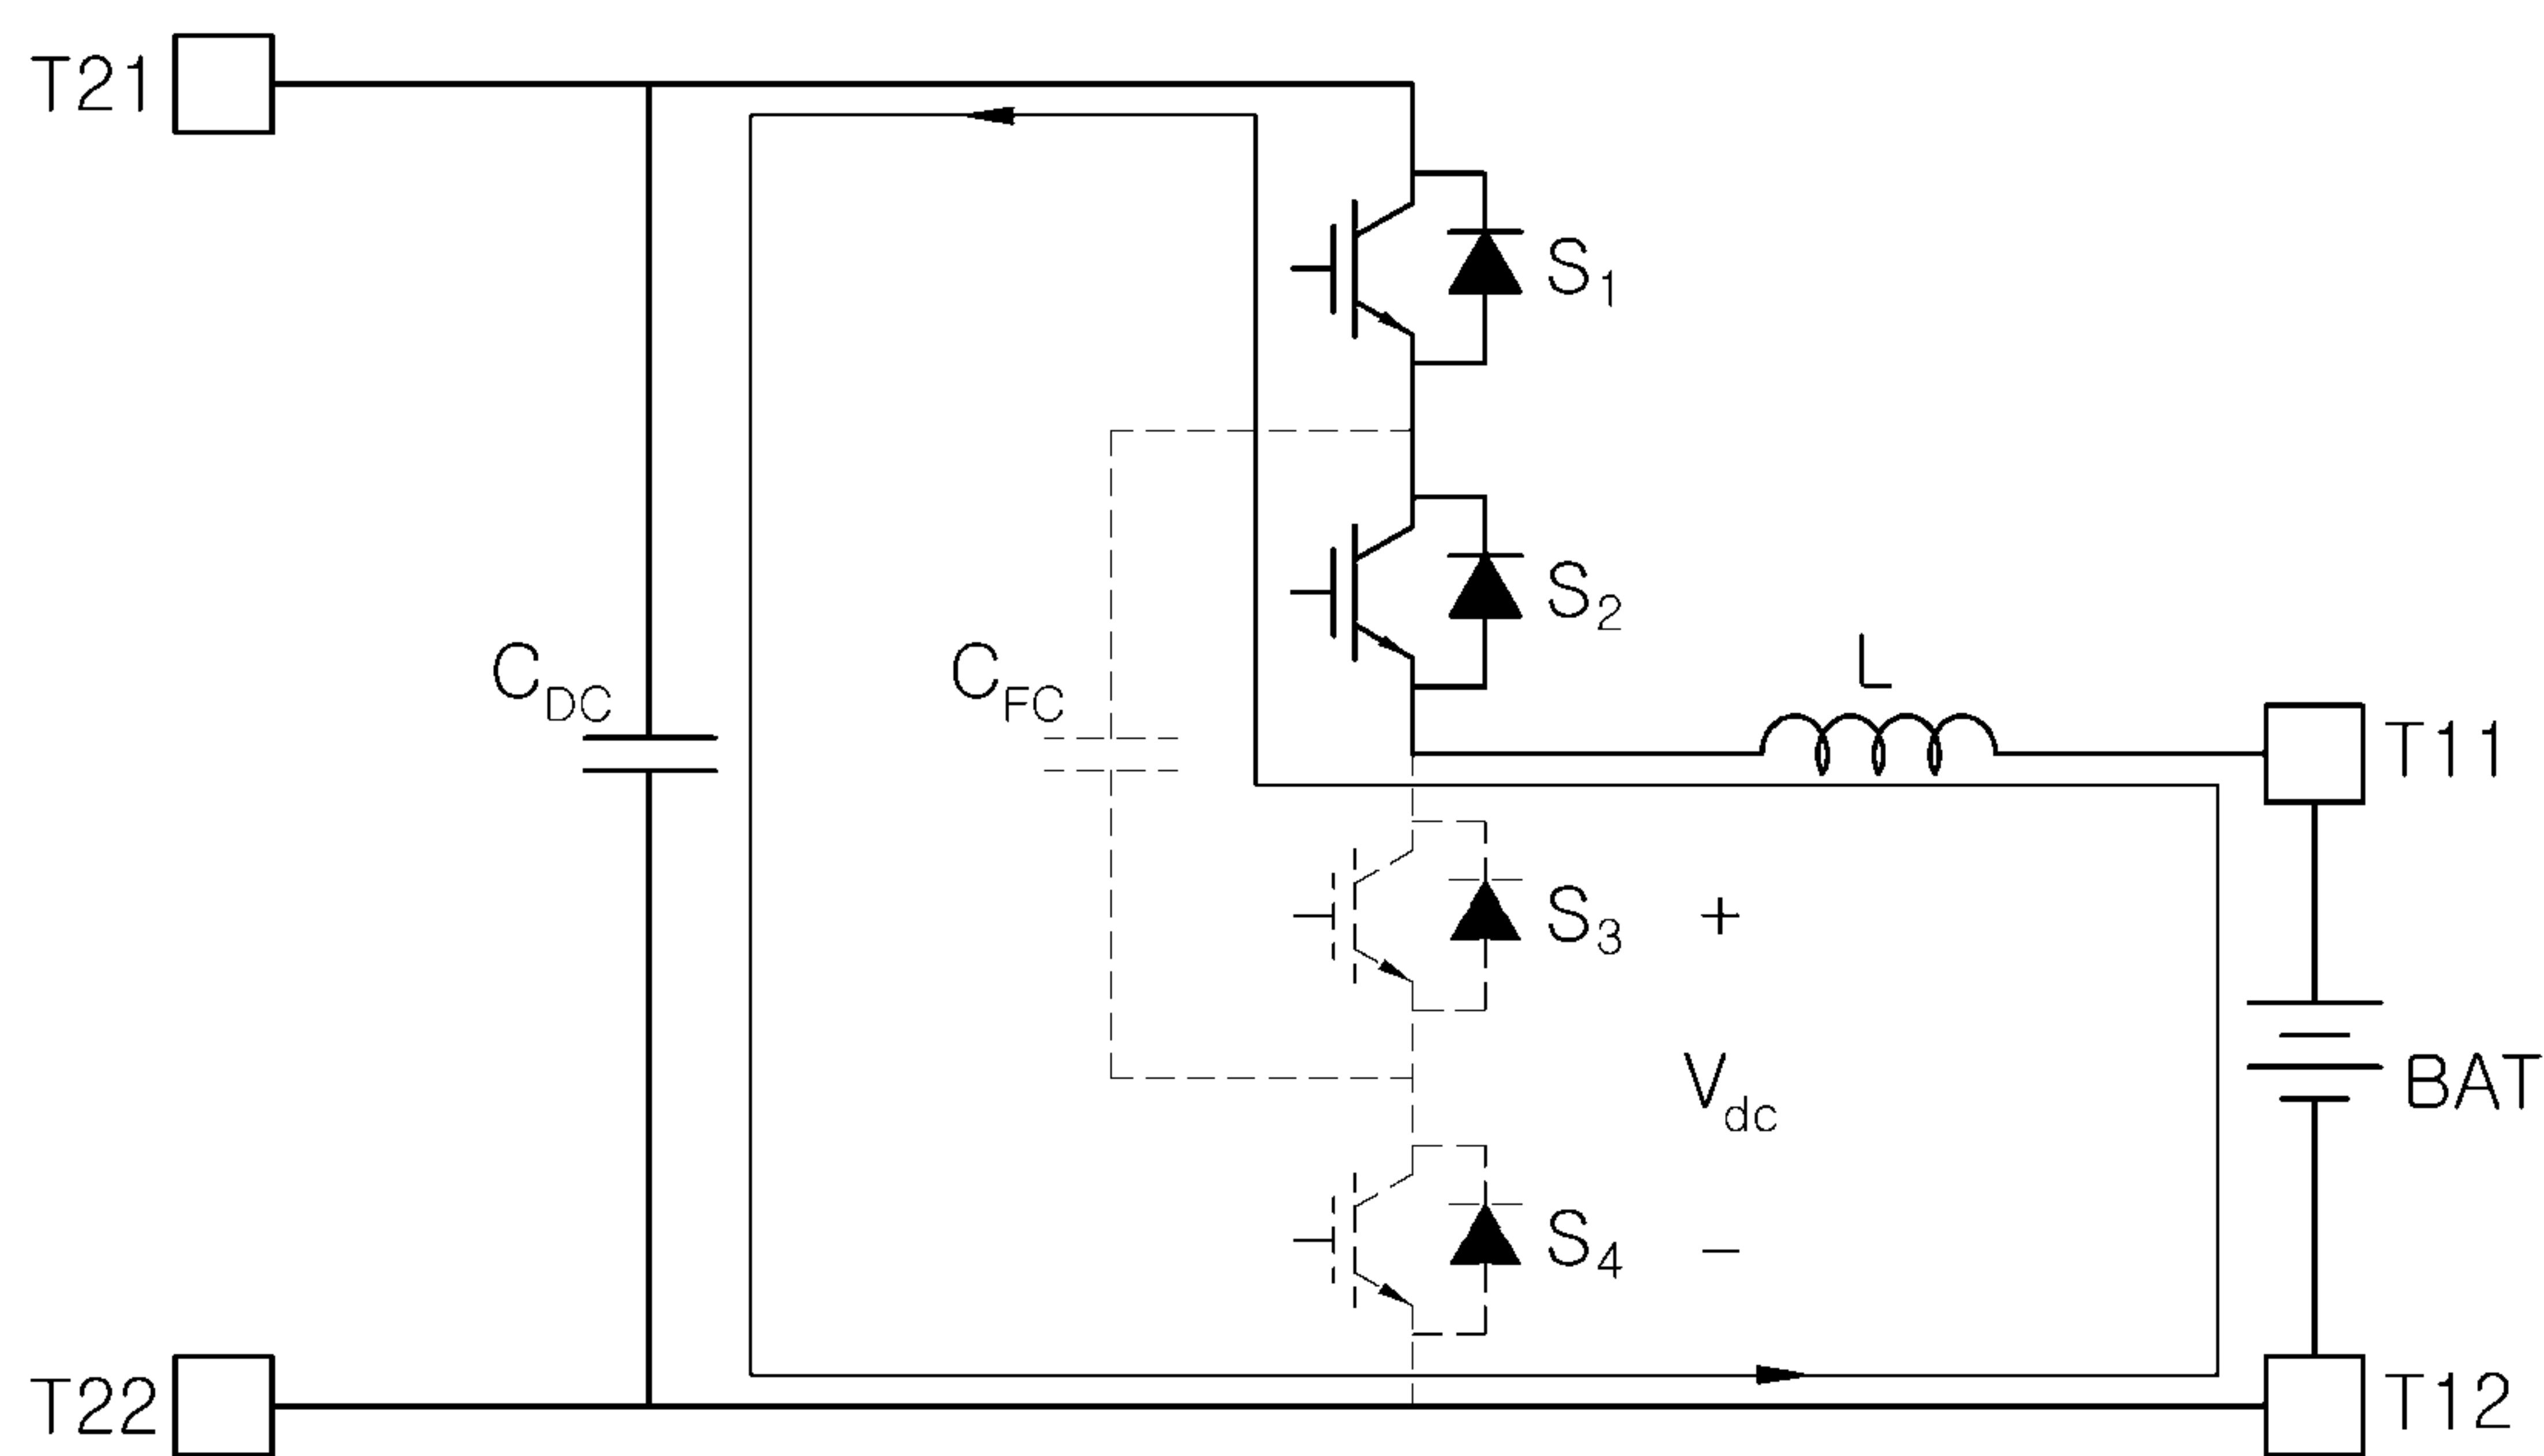 T21
S1
S2
L
CDC
CFC
T11
S3 +
Vdc
BAT
S4 −
T22
T12